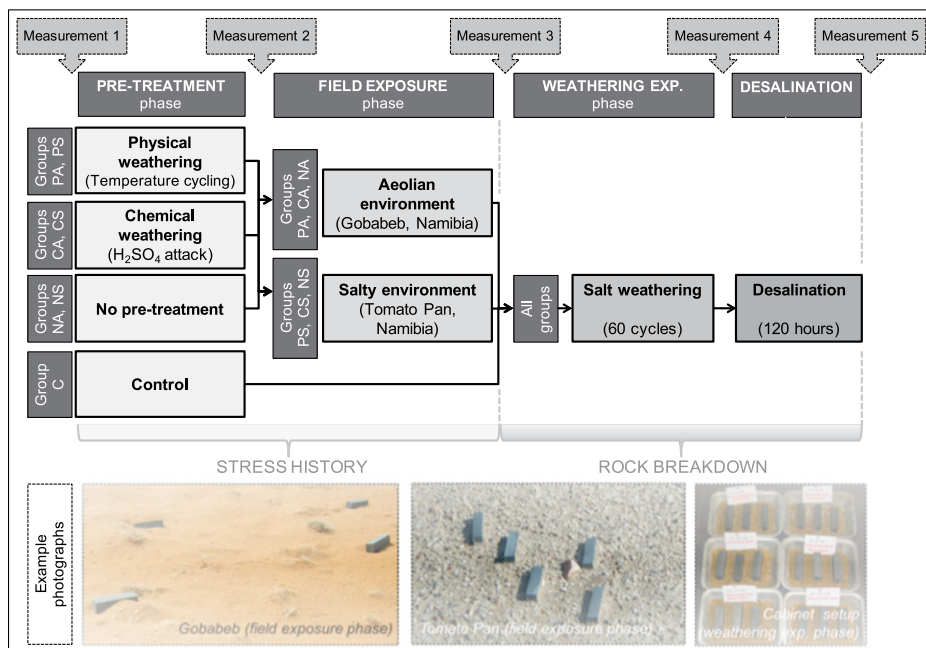 Measurement 1
Measurement 2
Measurement 3
Measurement 4
Measurement 5
PRE-TREATMENT
phase
FIELD EXPOSURE
phase
WEATHERING EXP.
phase
DESALINATION
Groups
PA, PS
Physical
weathering
(Temperature cycling)
Groups
CA, CS
Chemical
weathering
(H₂SO₄ attack)
Groups
NA, NS
No pre-treatment
Group
C
Control
Groups
PA, CA, NA
Aeolian
environment
(Gobabeb, Namibia)
Groups
PS, CS, NS
Salty environment
(Tomato Pan,
Namibia)
All
groups
Salt weathering
(60 cycles)
Desalination
(120 hours)
STRESS HISTORY
ROCK BREAKDOWN
Example
photographs
Gobabeb (field exposure phase)
Tomato Pan (field exposure phase)
Cabinet setup
(weathering exp. phase)